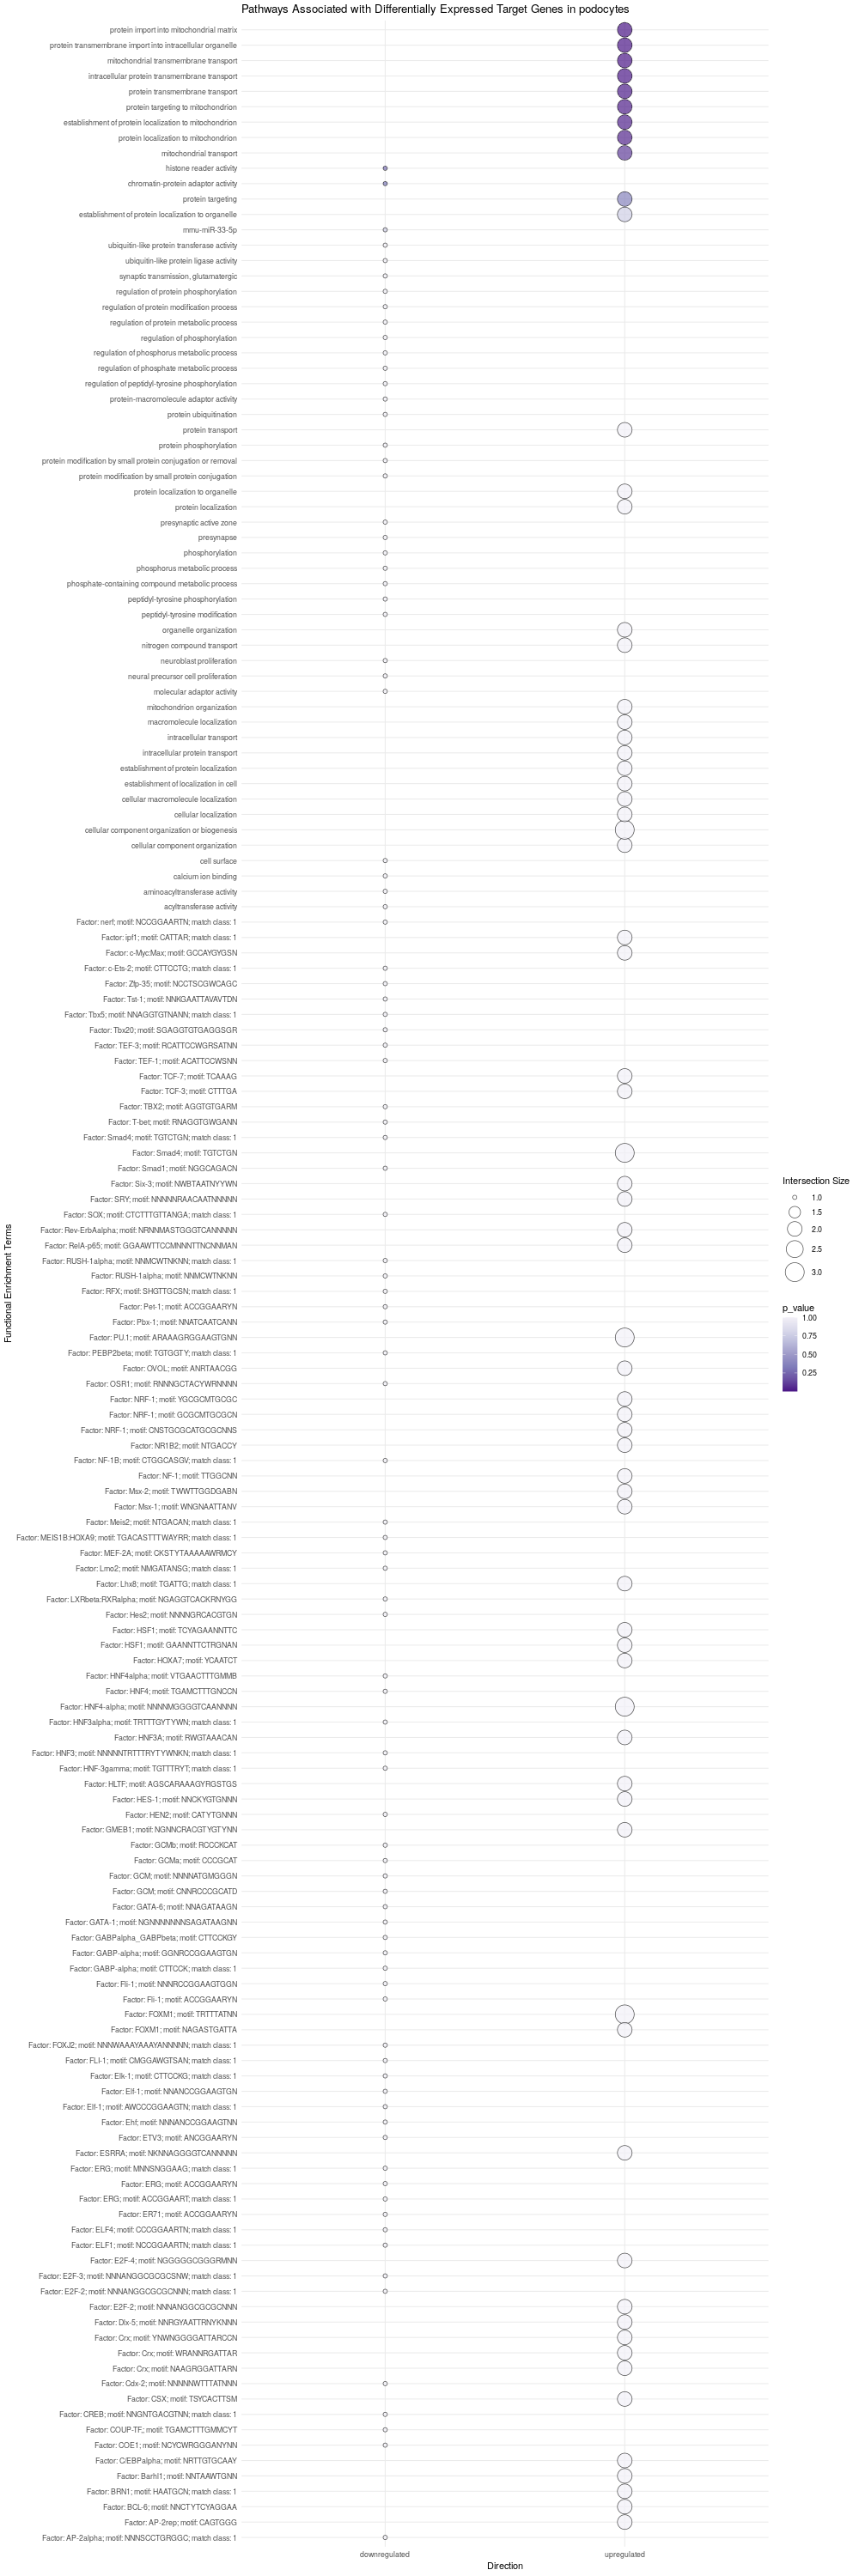 Pathways Associated with Differentially Expressed Target Genes in podocytes
protein import into mitochondrial matrix
protein transmembrane import into intracellular organelle
mitochondrial transmembrane transport
intracellular protein transmembrane transport
protein transmembrane transport
protein targeting to mitochondrion
establishment of protein localization to mitochondrion
protein localization to mitochondrion
mitochondrial transport
histone reader activity
chromatin-protein adaptor activity
protein targeting
establishment of protein localization to organelle
mmu-miR-33-5p
ubiquitin-like protein transferase activity
ubiquitin-like protein ligase activity
synaptic transmission, glutamatergic
regulation of protein phosphorylation
regulation of protein modification process
regulation of protein metabolic process
regulation of phosphorylation
regulation of phosphorus metabolic process
regulation of phosphate metabolic process
regulation of peptidyl-tyrosine phosphorylation
protein-macromolecule adaptor activity
protein ubiquitination
protein transport
protein phosphorylation
protein modification by small protein conjugation or removal
protein modification by small protein conjugation
protein localization to organelle
protein localization
presynaptic active zone
presynapse
phosphorylation
phosphorus metabolic process
phosphate-containing compound metabolic process
peptidyl-tyrosine phosphorylation
peptidyl-tyrosine modification
organelle organization
nitrogen compound transport
neuroblast proliferation
neural precursor cell proliferation
molecular adaptor activity
mitochondrion organization
macromolecule localization
intracellular transport
intracellular protein transport
establishment of protein localization
establishment of localization in cell
cellular macromolecule localization
cellular localization
cellular component organization or biogenesis
cellular component organization
cell surface
calcium ion binding
aminoacyltransferase activity
acyltransferase activity
Factor: nerf; motif: NCCGGAARTN; match class: 1
Factor: ipf1; motif: CATTAR; match class: 1
Factor: c-Myc:Max; motif: GCCAYGYGSN
Factor: c-Ets-2; motif: CTTCCTG; match class: 1
Factor: Zfp-35; motif: NCCTSCGWCAGC
Factor: Tst-1; motif: NNKGAATTAVAVTDN
Factor: Tbx5; motif: NNAGGTGTNANN; match class: 1
Factor: Tbx20; motif: SGAGGTGTGAGGSGR
Factor: TEF-3; motif: RCATTCCWGRSATNN
Factor: TEF-1; motif: ACATTCCWSNN
Factor: TCF-7; motif: TCAAAG
Factor: TCF-3; motif: CTTTGA
Factor: TBX2; motif: AGGTGTGARM
Factor: T-bet; motif: RNAGGTGWGANN
Factor: Smad4; motif: TGTCTGN; match class: 1
Factor: Smad4; motif: TGTCTGN
Factor: Smad1; motif: NGGCAGACN
Factor: Six-3; motif: NWBTAATNYYWN
Factor: SRY; motif: NNNNNRAACAATNNNNN
Factor: SOX; motif: CTCTTTGTTANGA; match class: 1
Factor: Rev-ErbAalpha; motif: NRNNMASTGGGTCANNNNN
Factor: RelA-p65; motif: GGAAWTTCCMNNNTTNCNNMAN
Factor: RUSH-1alpha; motif: NNMCWTNKNN; match class: 1
Factor: RUSH-1alpha; motif: NNMCWTNKNN
Factor: RFX; motif: SHGTTGCSN; match class: 1
Factor: Pet-1; motif: ACCGGAARYN
Factor: Pbx-1; motif: NNATCAATCANN
Factor: PU.1; motif: ARAAAGRGGAAGTGNN
Factor: PEBP2beta; motif: TGTGGTY; match class: 1
Factor: OVOL; motif: ANRTAACGG
Factor: OSR1; motif: RNNNGCTACYWRNNNN
Factor: NRF-1; motif: YGCGCMTGCGC
Factor: NRF-1; motif: GCGCMTGCGCN
Factor: NRF-1; motif: CNSTGCGCATGCGCNNS
Factor: NR1B2; motif: NTGACCY
Factor: NF-1B; motif: CTGGCASGV; match class: 1
Factor: NF-1; motif: TTGGCNN
Factor: Msx-2; motif: TWWTTGGDGABN
Factor: Msx-1; motif: WNGNAATTANV
Factor: Meis2; motif: NTGACAN; match class: 1
Factor: MEIS1B:HOXA9; motif: TGACASTTTWAYRR; match class: 1
Factor: MEF-2A; motif: CKSTYTAAAAAWRMCY
Factor: Lmo2; motif: NMGATANSG; match class: 1
Factor: Lhx8; motif: TGATTG; match class: 1
Factor: LXRbeta:RXRalpha; motif: NGAGGTCACKRNYGG
Factor: Hes2; motif: NNNNGRCACGTGN
Factor: HSF1; motif: TCYAGAANNTTC
Factor: HSF1; motif: GAANNTTCTRGNAN
Factor: HOXA7; motif: YCAATCT
Factor: HNF4alpha; motif: VTGAACTTTGMMB
Factor: HNF4; motif: TGAMCTTTGNCCN
Factor: HNF4-alpha; motif: NNNNMGGGGTCAANNNN
Factor: HNF3alpha; motif: TRTTTGYTYWN; match class: 1
Factor: HNF3A; motif: RWGTAAACAN
Factor: HNF3; motif: NNNNNTRTTTRYTYWNKN; match class: 1
Factor: HNF-3gamma; motif: TGTTTRYT; match class: 1
Factor: HLTF; motif: AGSCARAAAGYRGSTGS
Factor: HES-1; motif: NNCKYGTGNNN
Factor: HEN2; motif: CATYTGNNN
Factor: GMEB1; motif: NGNNCRACGTYGTYNN
Factor: GCMb; motif: RCCCKCAT
Factor: GCMa; motif: CCCGCAT
Factor: GCM; motif: NNNNATGMGGGN
Factor: GCM; motif: CNNRCCCGCATD
Factor: GATA-6; motif: NNAGATAAGN
Factor: GATA-1; motif: NGNNNNNNNSAGATAAGNN
Factor: GABPalpha_GABPbeta; motif: CTTCCKGY
Factor: GABP-alpha; motif: GGNRCCGGAAGTGN
Factor: GABP-alpha; motif: CTTCCK; match class: 1
Factor: Fli-1; motif: NNNRCCGGAAGTGGN
Factor: Fli-1; motif: ACCGGAARYN
Factor: FOXM1; motif: TRTTTATNN
Factor: FOXM1; motif: NAGASTGATTA
Factor: FOXJ2; motif: NNNWAAAYAAAYANNNNN; match class: 1
Factor: FLI-1; motif: CMGGAWGTSAN; match class: 1
Factor: Elk-1; motif: CTTCCKG; match class: 1
Factor: Elf-1; motif: NNANCCGGAAGTGN
Factor: Elf-1; motif: AWCCCGGAAGTN; match class: 1
Factor: Ehf; motif: NNNANCCGGAAGTNN
Factor: ETV3; motif: ANCGGAARYN
Factor: ESRRA; motif: NKNNAGGGGTCANNNNN
Factor: ERG; motif: MNNSNGGAAG; match class: 1
Factor: ERG; motif: ACCGGAARYN
Factor: ERG; motif: ACCGGAART; match class: 1
Factor: ER71; motif: ACCGGAARYN
Factor: ELF4; motif: CCCGGAARTN; match class: 1
Factor: ELF1; motif: NCCGGAARTN; match class: 1
Factor: E2F-4; motif: NGGGGGCGGGRMNN
Factor: E2F-3; motif: NNNANGGCGCGCSNW; match class: 1
Factor: E2F-2; motif: NNNANGGCGCGCNNN; match class: 1
Factor: E2F-2; motif: NNNANGGCGCGCNNN
Factor: Dlx-5; motif: NNRGYAATTRNYKNNN
Factor: Crx; motif: YNWNGGGGATTARCCN
Factor: Crx; motif: WRANNRGATTAR
Factor: Crx; motif: NAAGRGGATTARN
Factor: Cdx-2; motif: NNNNNWTTTATNNN
Factor: CSX; motif: TSYCACTTSM
Factor: CREB; motif: NNGNTGACGTNN; match class: 1
Factor: COUP-TF,; motif: TGAMCTTTGMMCYT
Factor: COE1; motif: NCYCWRGGGANYNN
Factor: C/EBPalpha; motif: NRTTGTGCAAY
Factor: Barhl1; motif: NNTAAWTGNN
Factor: BRN1; motif: HAATGCN; match class: 1
Factor: BCL-6; motif: NNCTYTCYAGGAA
Factor: AP-2rep; motif: CAGTGGG
Factor: AP-2alpha; motif: NNNSCCTGRGGC; match class: 1
Functional Enrichment Terms
downregulated
upregulated
Direction
Intersection Size
1.0
1.5
2.0
2.5
3.0
p_value
1.00
0.75
0.50
0.25